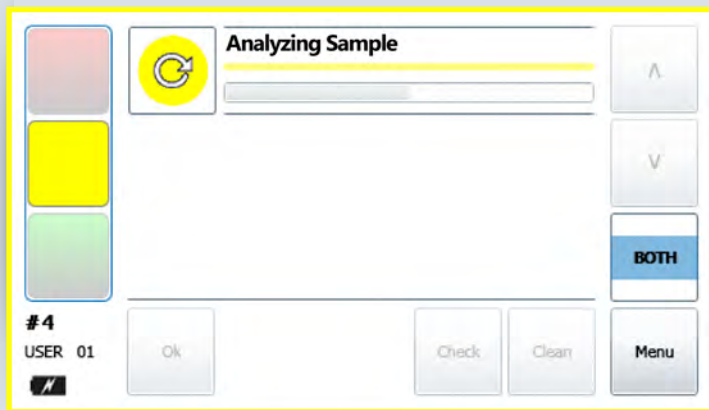 Analyzing Sample
BOTH
#4
USER 01
Ok
Check
Clean
Menu